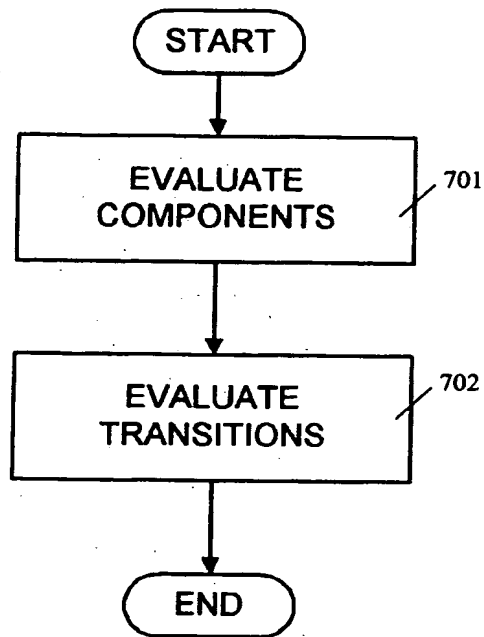 START
EVALUATE
COMPONENTS
701
EVALUATE
TRANSITIONS
702
END